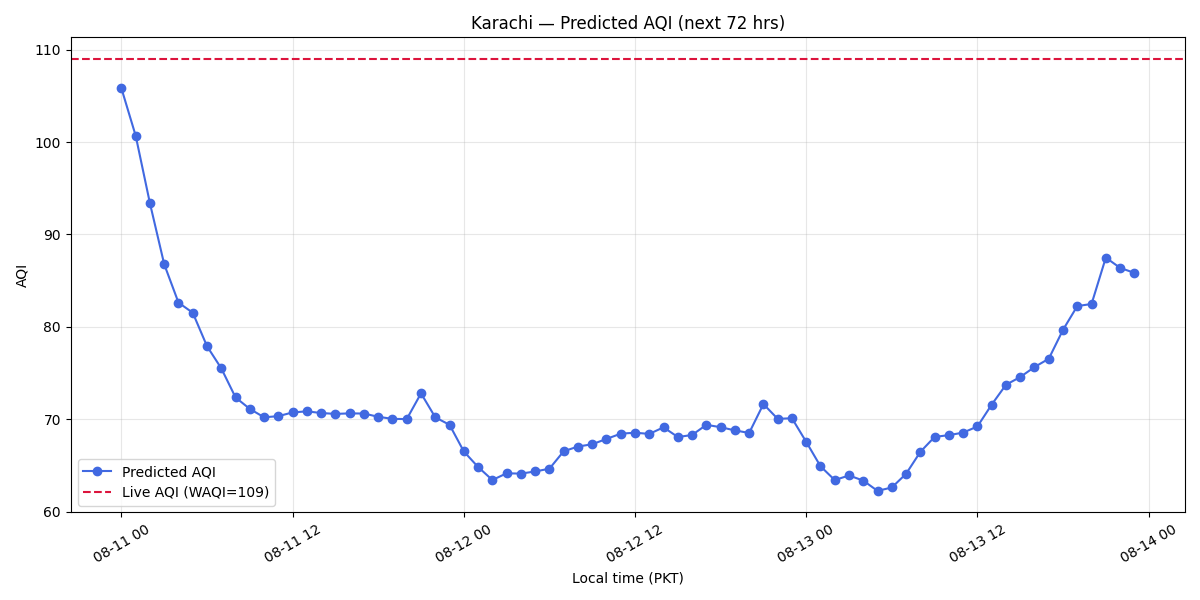 Karachi — Predicted AQI (next 72 hrs)
110
100
90
80
70
60
AQI
Predicted AQI
Live AQI (WAQI=109)
08-11 00
08-11 12
08-12 00
08-12 12
08-13 00
08-13 12
08-14 00
Local time (PKT)